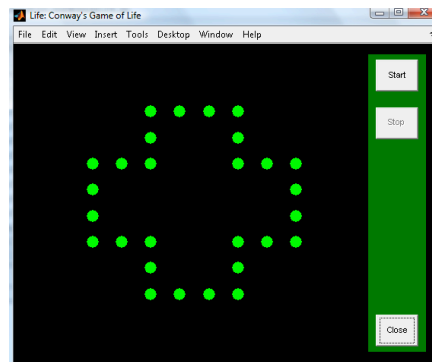 Life: Conway's Game of Life
File Edit View Insert Tools Desktop Window Help
Start
Stop
Close